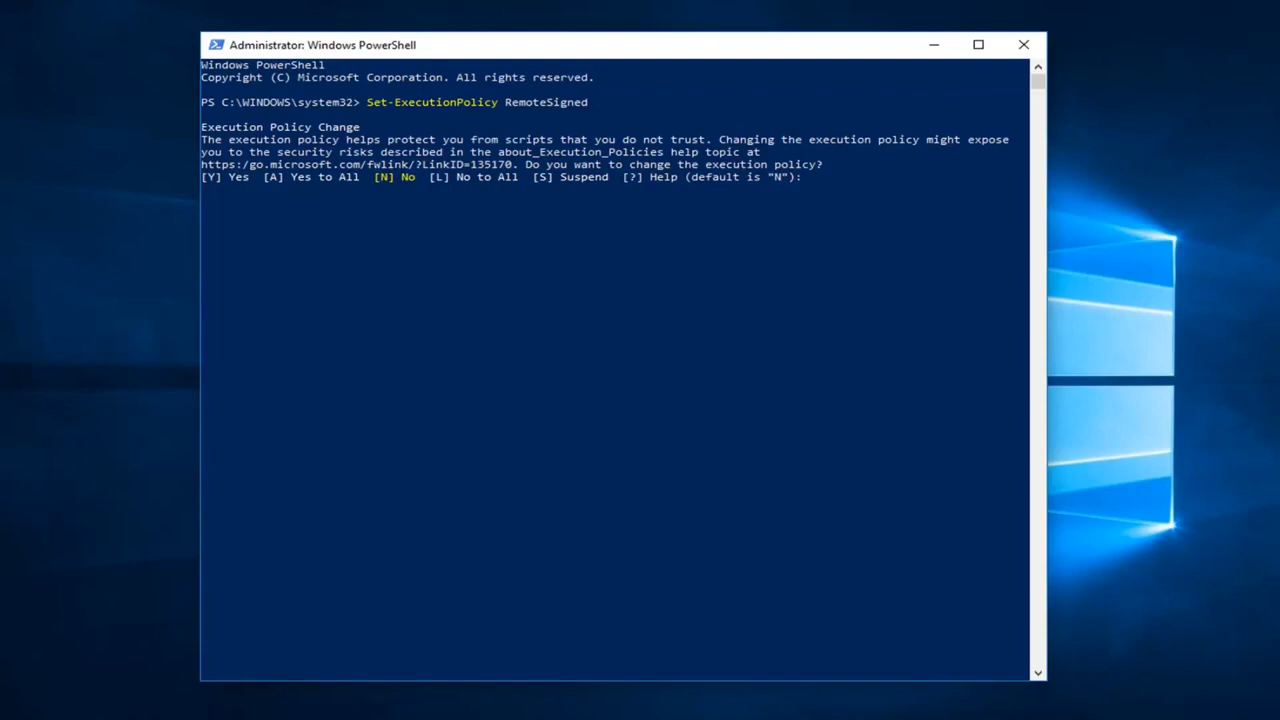 Administrator: Windows PowerShell
Windows PowerShell
Copyright (C) Microsoft Corporation. All rights reserved.
PS C:\WINDOWS\system32> Set-ExecutionPolicy RemoteSigned
Execution Policy Change
The execution policy helps protect you from scripts that you do not trust. Changing the execution policy might expose
you to the security risks described in the about_Execution_Policies help topic at
https:/go.microsoft.com/fwlink/?LinkID=135170. Do you want to change the execution policy?
[Y] Yes  [A] Yes to All  [N] No  [L] No to All  [S] Suspend  [?] Help (default is "N"):